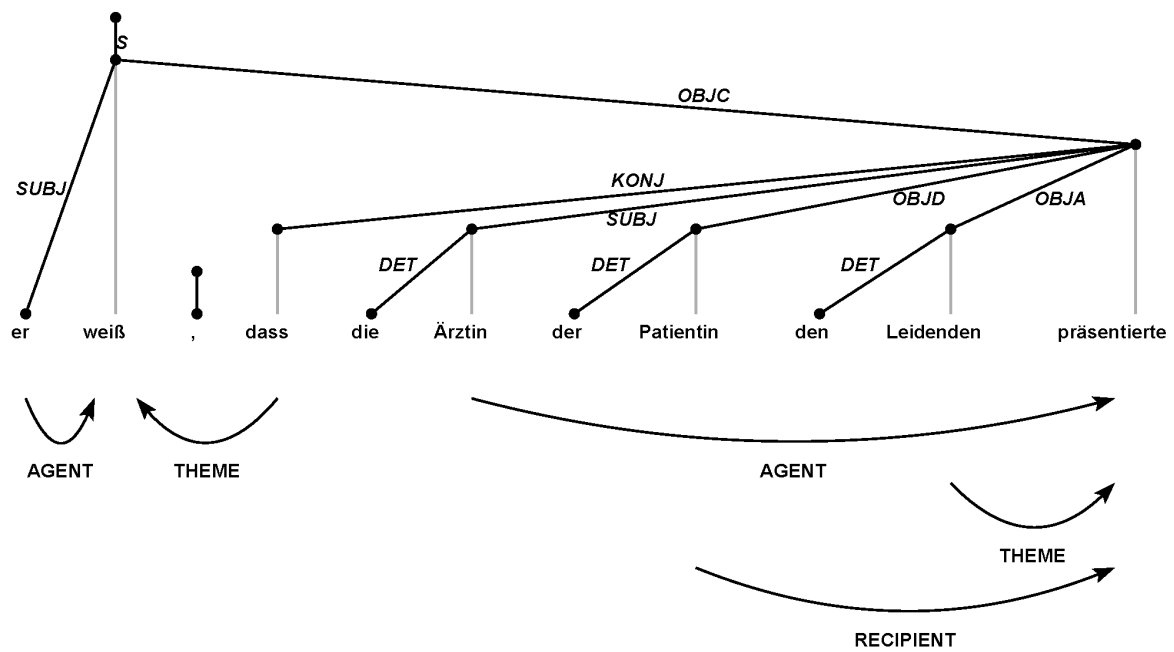 S
OBJC
SUBJ
KONJ
OBJD
OBJA
SUBJ
DET
DET
DET
er weiß , dass die Ärztin der Patientin den Leidenden präsentierte
AGENT
THEME
AGENT
THEME
RECIPIENT